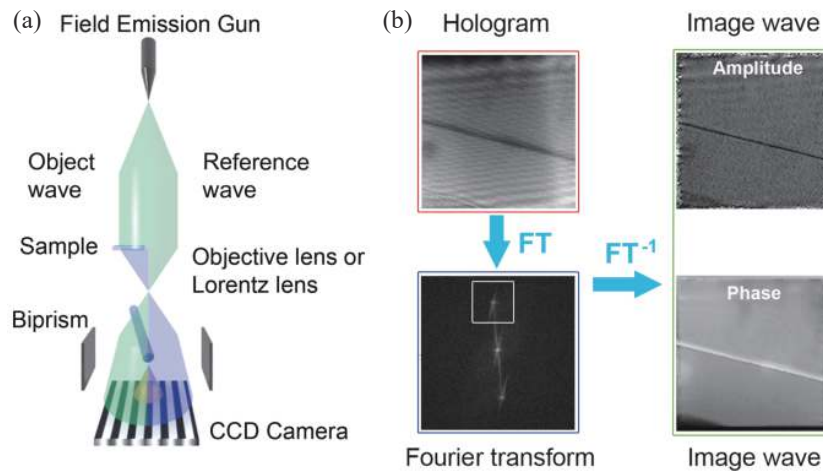 (a)
Field Emission Gun
Object
wave
Reference
wave
Sample
Objective lens or
Lorentz lens
Biprism
CCD Camera
(b)
Hologram
Image wave
Amplitude
FT
FT-1
Phase
Fourier transform
Image wave